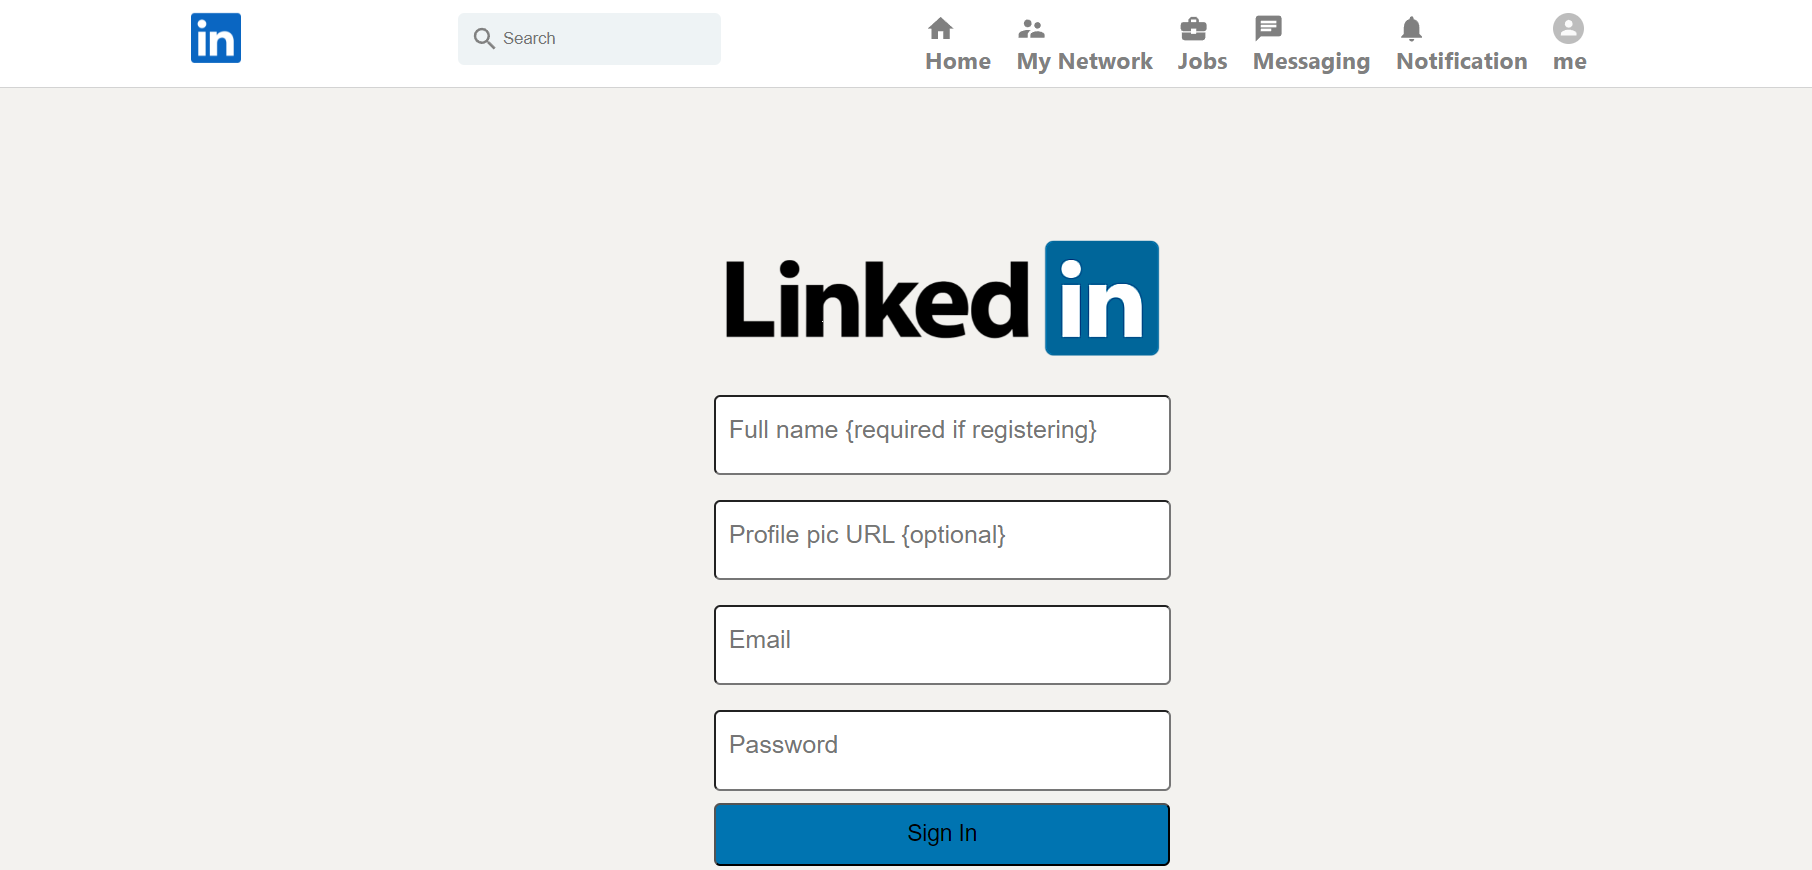 in
Search
Home My Network Jobs Messaging Notification me
Linked in
Full name {required if registering}
Profile pic URL {optional}
Email
Password
Sign In